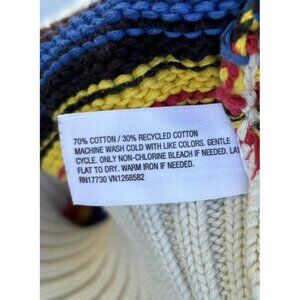 70% COTTON / 30% RECYCLED COTTON
MACHINE WASH COLD WITH LIKE COLORS. GENTLE
CYCLE. ONLY NON-CHLORINE BLEACH IF NEEDED. LAY
FLAT TO DRY. WARM IRON IF NEEDED.
RN17730 VN1268582